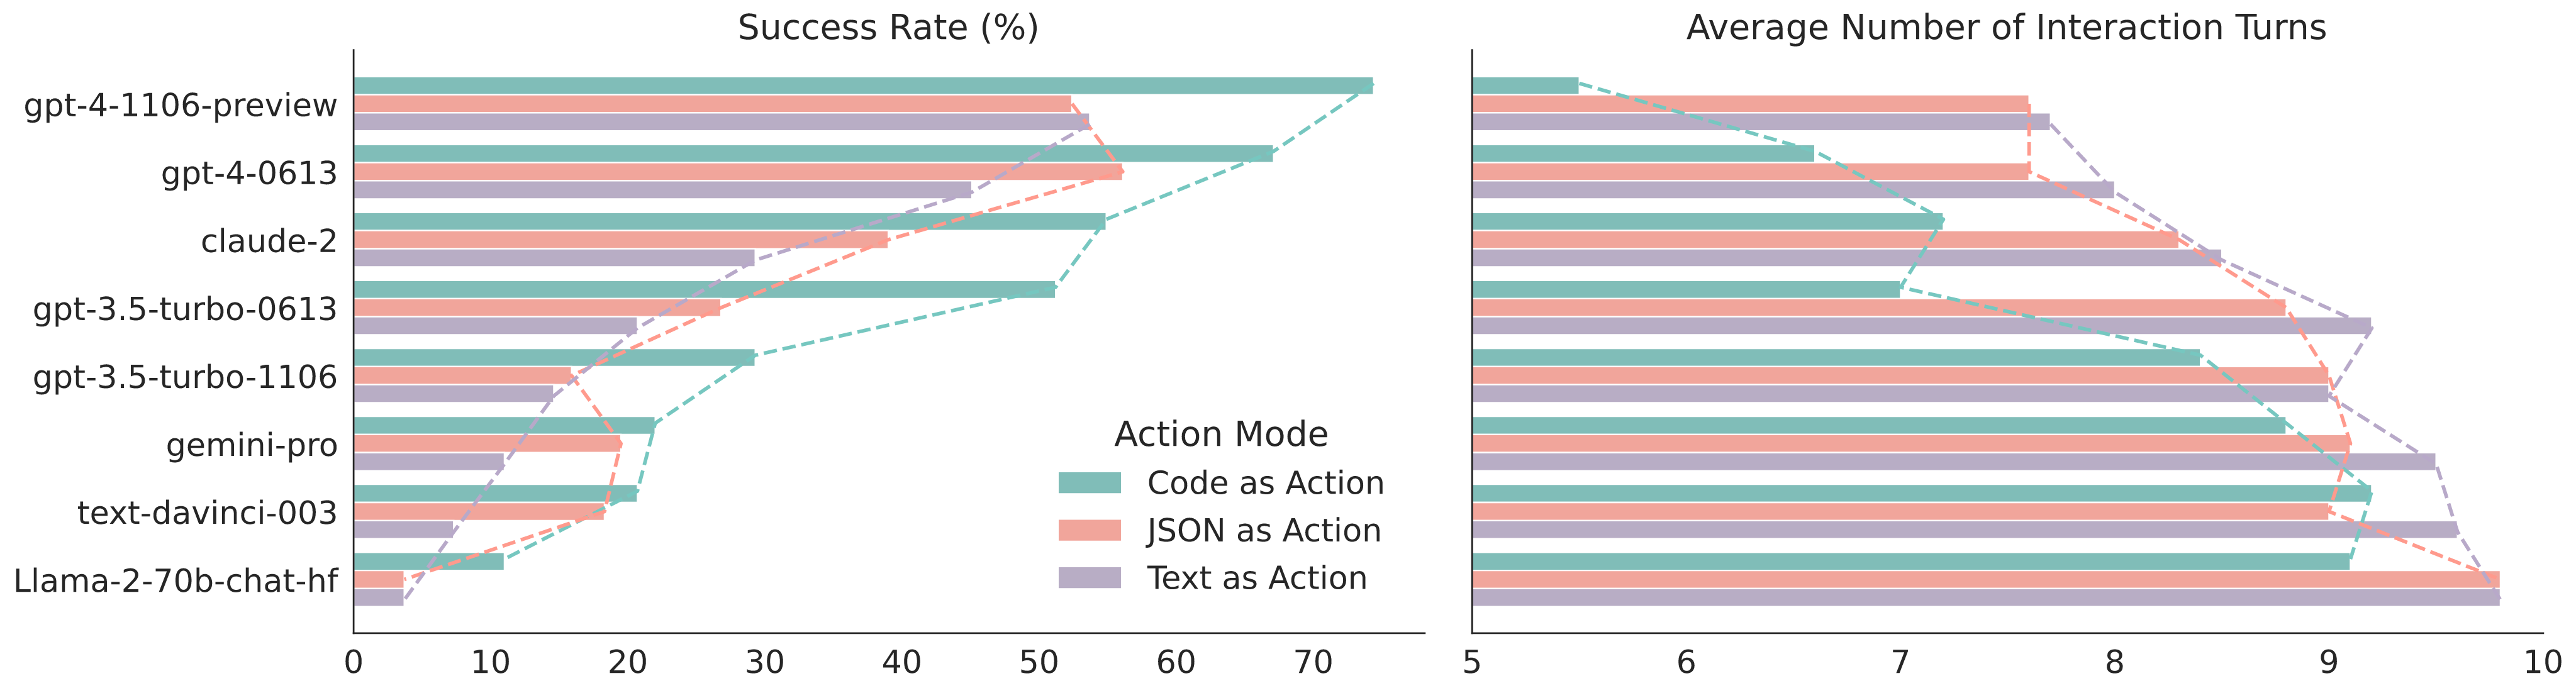 Success Rate (%)
gpt-4-1106-preview
gpt-4-0613
claude-2
gpt-3.5-turbo-0613
gpt-3.5-turbo-1106
gemini-pro
text-davinci-003
Llama-2-70b-chat-hf
0 10 20 30 40 50 60 70
Action Mode
Code as Action
JSON as Action
Text as Action
Average Number of Interaction Turns
5 6 7 8 9 10